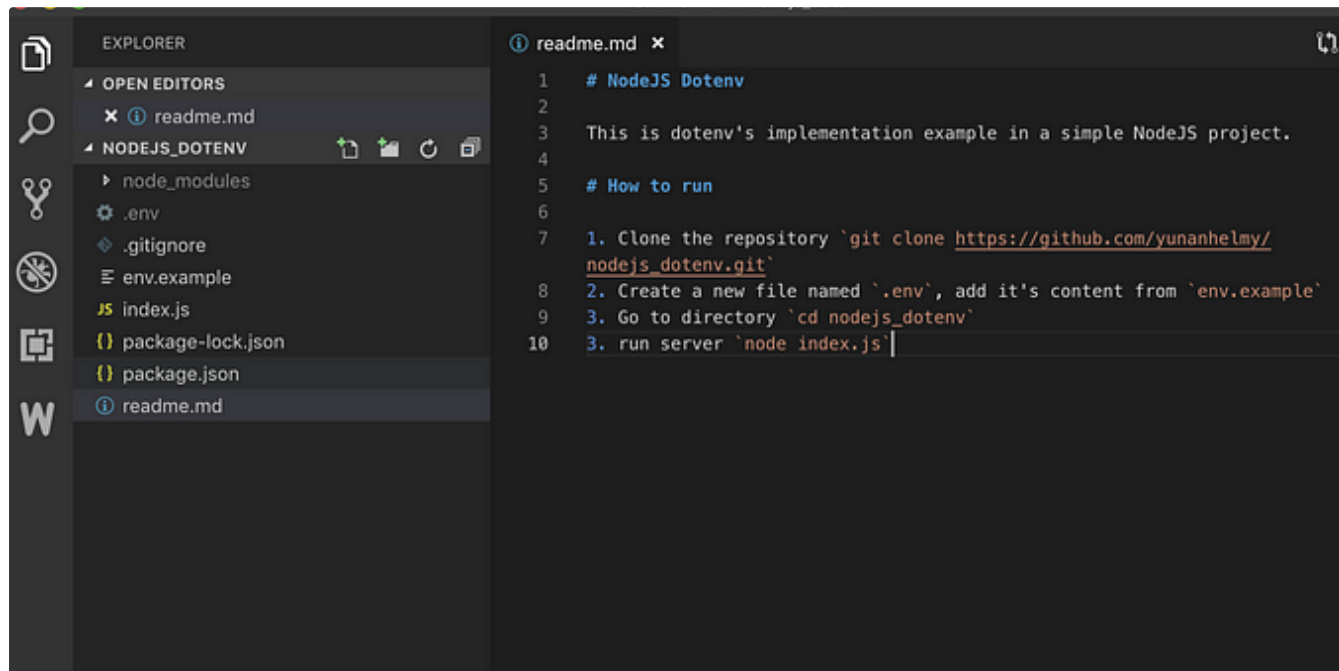 EXPLORER
OPEN EDITORS
readme.md
NODEJS_DOTENV
node_modules
.env
.gitignore
env.example
JS index.js
{} package-lock.json
{} package.json
readme.md
W
readme.md
1 # NodeJS Dotenv
2
3 This is dotenv's implementation example in a simple NodeJS project.
4
5 # How to run
6
7 1. Clone the repository `git clone https://github.com/yunanhelmy/
nodejs_dotenv.git`
8 2. Create a new file named `.env`, add it's content from `env.example`
9 3. Go to directory `cd nodejs_dotenv`
10 3. run server `node index.js`